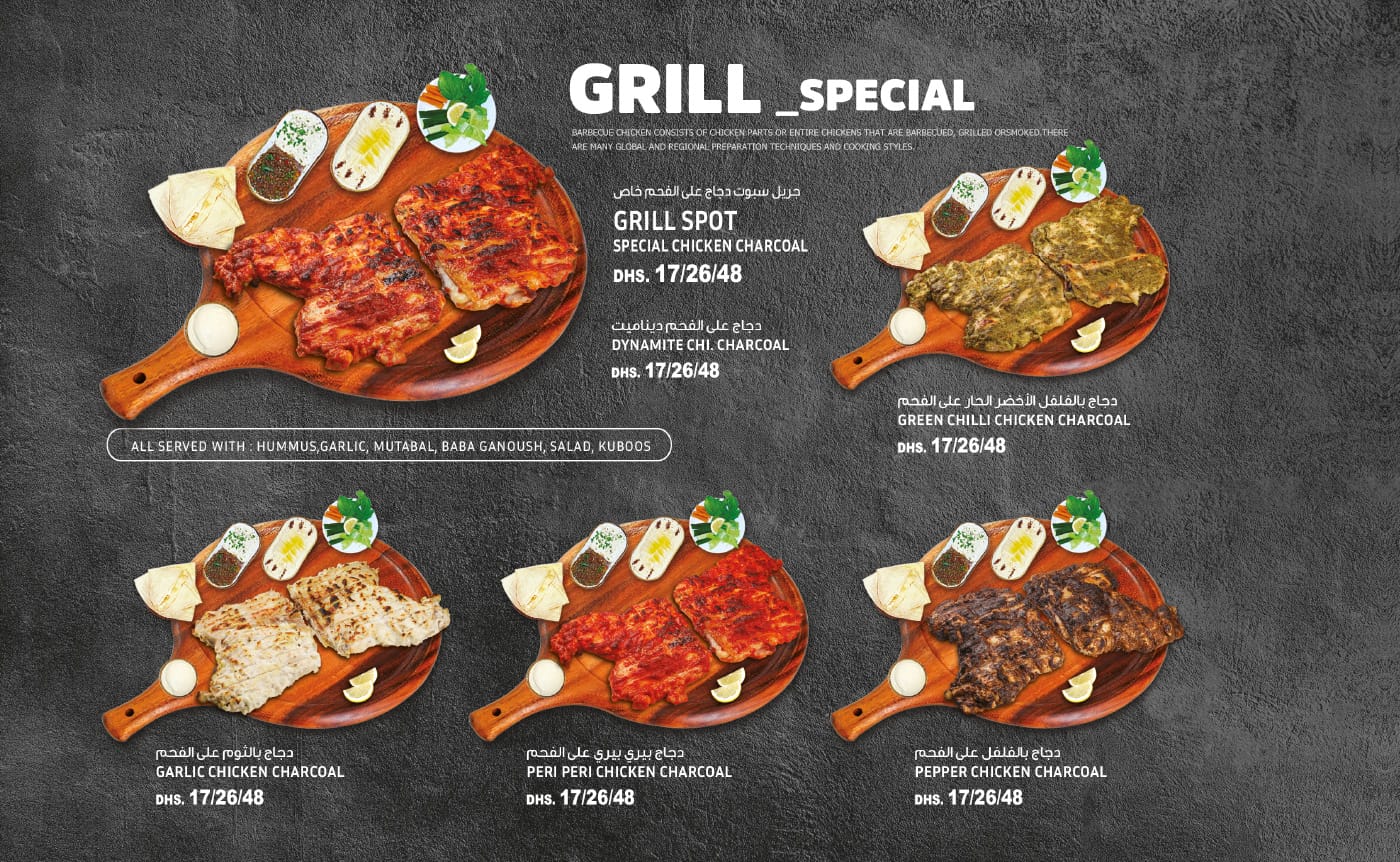 GRILL _SPECIAL
BARBECUE CHICKEN CONSISTS OF CHICKEN PARTS OR ENTIRE CHICKENS THAT ARE BARBECUED, GRILLED ORSMOKED.THERE
ARE MANY GLOBAL AND REGIONAL PREPARATION TECHNIQUES AND COOKING STYLES.
جريل سبوت دجاج على الفحم خاص
GRILL SPOT
SPECIAL CHICKEN CHARCOAL
DHS. 17/26/48
دجاج على الفحم ديناميت
DYNAMITE CHI. CHARCOAL
DHS. 17/26/48
دجاج بالفلفل الأخضر الحار على الفحم
GREEN CHILLI CHICKEN CHARCOAL
DHS. 17/26/48
ALL SERVED WITH : HUMMUS,GARLIC, MUTABAL, BABA GANOUSH, SALAD, KUBOOS
دجاج بالثوم على الفحم
GARLIC CHICKEN CHARCOAL
DHS. 17/26/48
دجاج بيري بيري على الفحم
PERI PERI CHICKEN CHARCOAL
DHS. 17/26/48
دجاج بالفلفل على الفحم
PEPPER CHICKEN CHARCOAL
DHS. 17/26/48